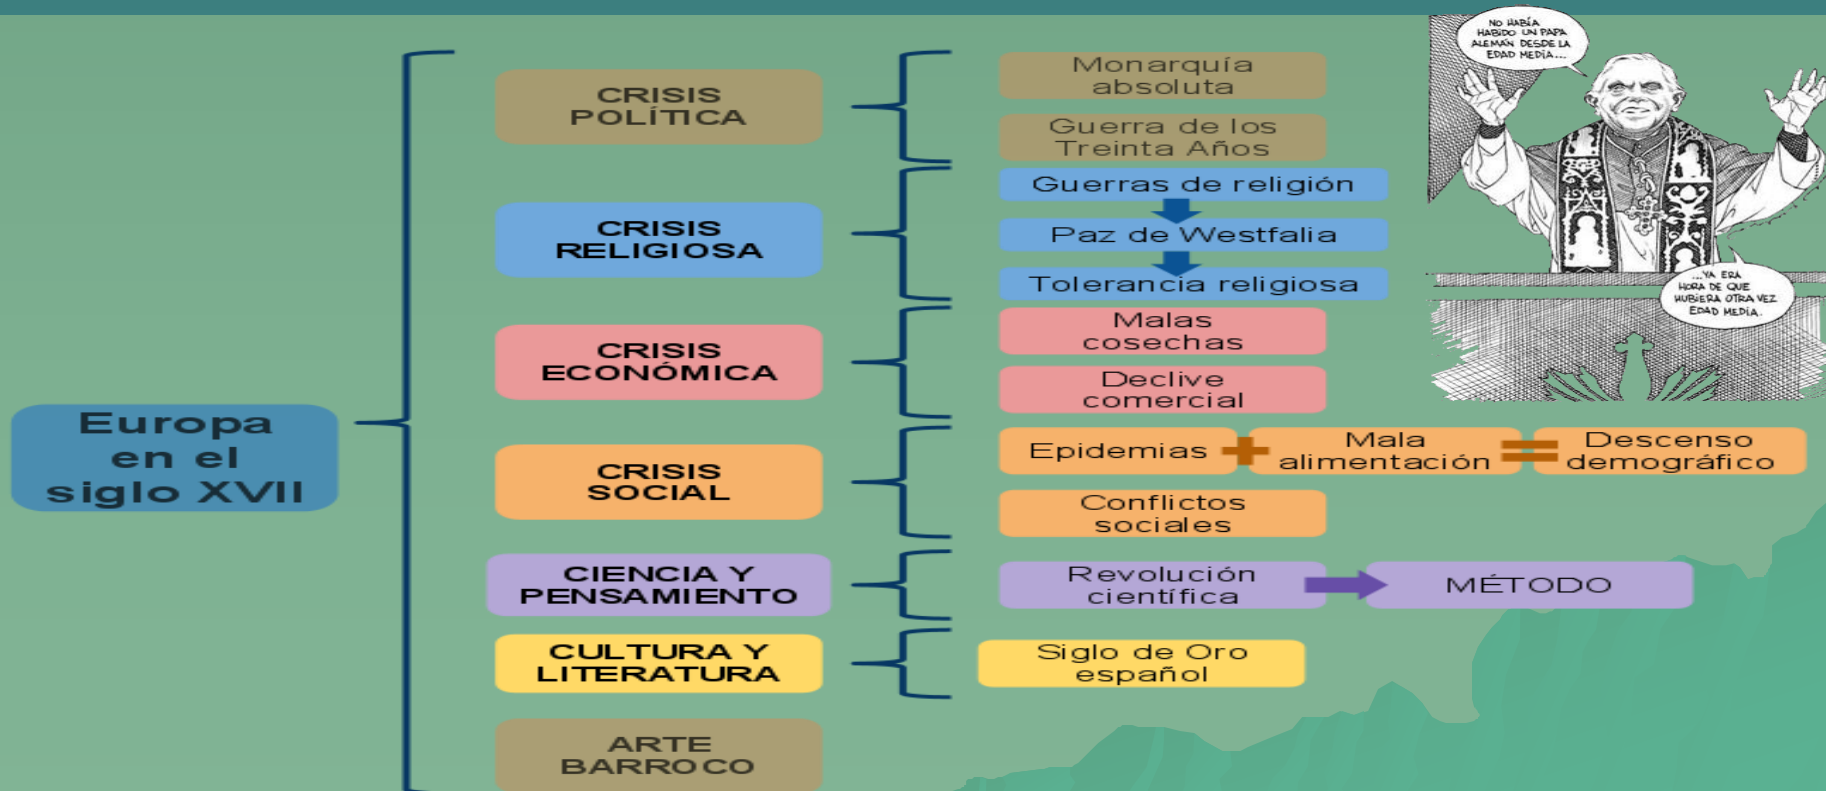 NO HABÍA
HABIDO UN PAPA
ALEMÁN DESDE LA
EDAD MEDIA...
...YA ERA
HORA DE QUE
HUBIERA OTRA VEZ
EDAD MEDIA.
Europa
en el
siglo XVII
CRISIS
POLÍTICA
Monarquía
absoluta
Guerra de los
Treinta Años
CRISIS
RELIGIOSA
Guerras de religión
Paz de Westfalia
Tolerancia religiosa
CRISIS
ECONÓMICA
Malas
cosechas
Declive
comercial
CRISIS
SOCIAL
Epidemias
Mala
alimentación
Descenso
demográfico
Conflictos
sociales
CIENCIA Y
PENSAMIENTO
Revolución
científica
MÉTODO
CULTURA Y
LITERATURA
Siglo de Oro
español
ARTE
BARROCO